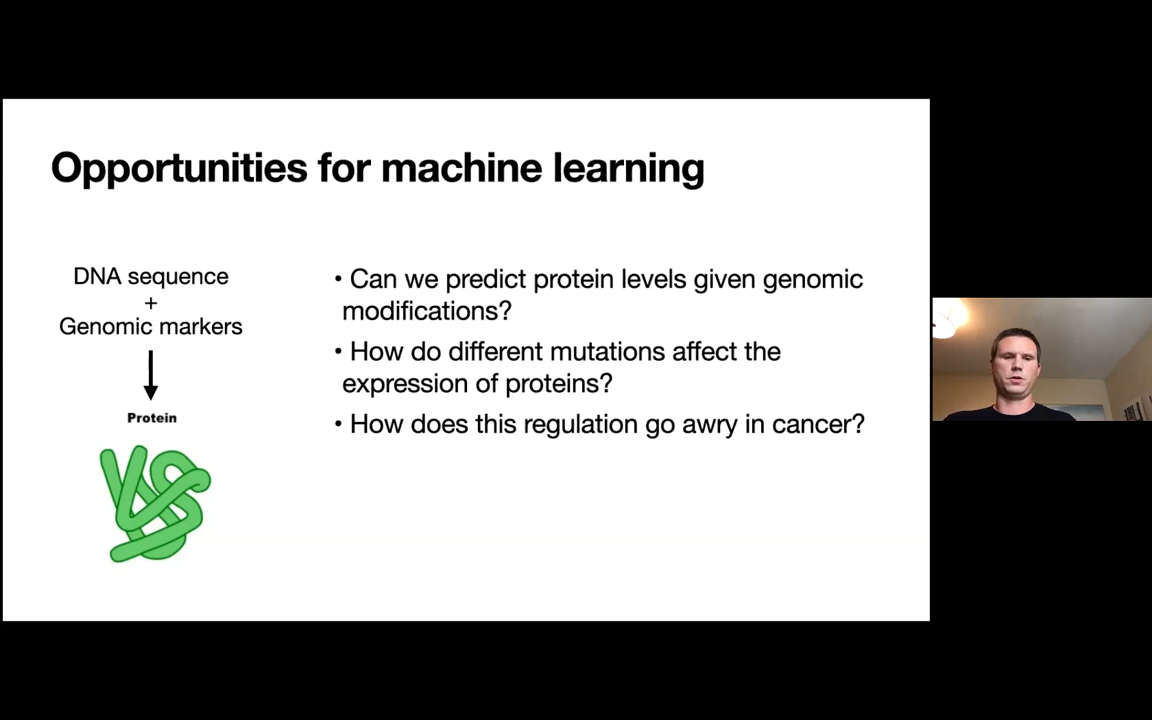 Opportunities for machine learning
DNA sequence
+
Genomic markers
Protein
• Can we predict protein levels given genomic
modifications?
• How do different mutations affect the
expression of proteins?
• How does this regulation go awry in cancer?